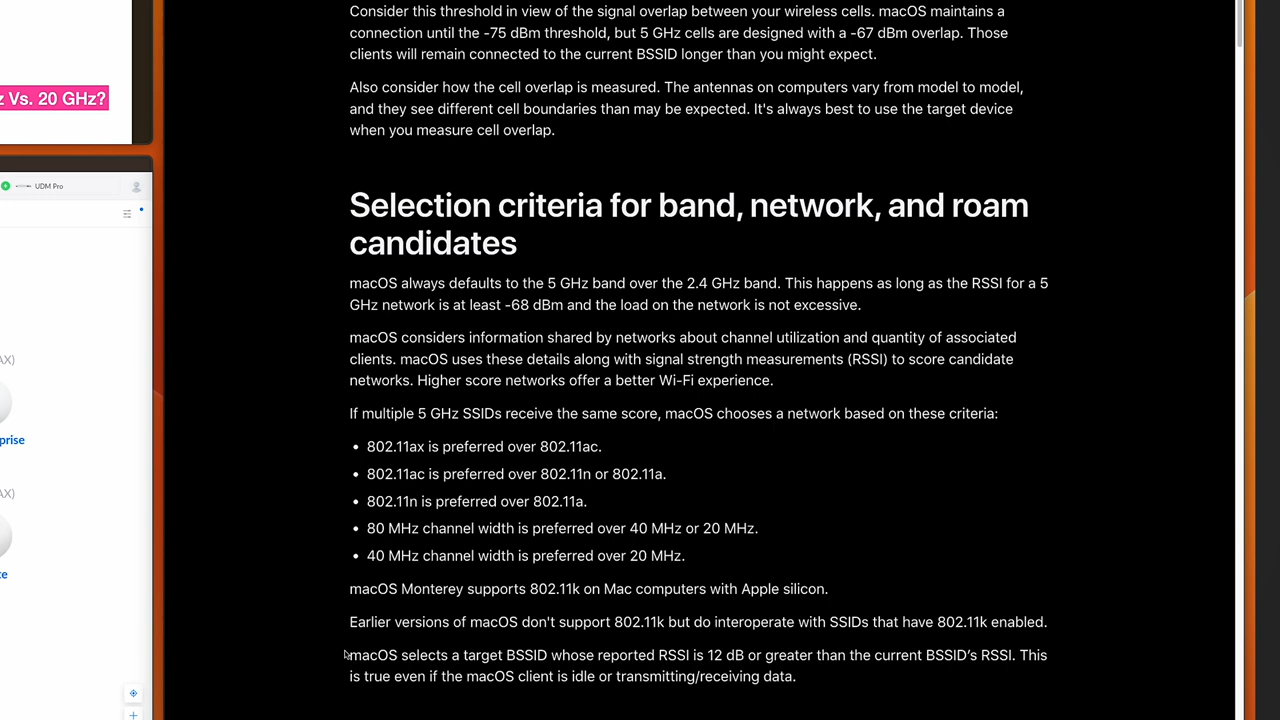 z Vs. 20 GHz?
UDM Pro
AX)
prise
AX)
te
Consider this threshold in view of the signal overlap between your wireless cells. macOS maintains a
connection until the -75 dBm threshold, but 5 GHz cells are designed with a -67 dBm overlap. Those
clients will remain connected to the current BSSID longer than you might expect.
Also consider how the cell overlap is measured. The antennas on computers vary from model to model,
and they see different cell boundaries than may be expected. It's always best to use the target device
when you measure cell overlap.
Selection criteria for band, network, and roam
candidates
macOS always defaults to the 5 GHz band over the 2.4 GHz band. This happens as long as the RSSI for a 5
GHz network is at least -68 dBm and the load on the network is not excessive.
macOS considers information shared by networks about channel utilization and quantity of associated
clients. macOS uses these details along with signal strength measurements (RSSI) to score candidate
networks. Higher score networks offer a better Wi-Fi experience.
If multiple 5 GHz SSIDs receive the same score, macOS chooses a network based on these criteria:
• 802.11ax is preferred over 802.11ac.
• 802.11ac is preferred over 802.11n or 802.11a.
• 802.11n is preferred over 802.11a.
• 80 MHz channel width is preferred over 40 MHz or 20 MHz.
• 40 MHz channel width is preferred over 20 MHz.
macOS Monterey supports 802.11k on Mac computers with Apple silicon.
Earlier versions of macOS don't support 802.11k but do interoperate with SSIDs that have 802.11k enabled.
macOS selects a target BSSID whose reported RSSI is 12 dB or greater than the current BSSID's RSSI. This
is true even if the macOS client is idle or transmitting/receiving data.